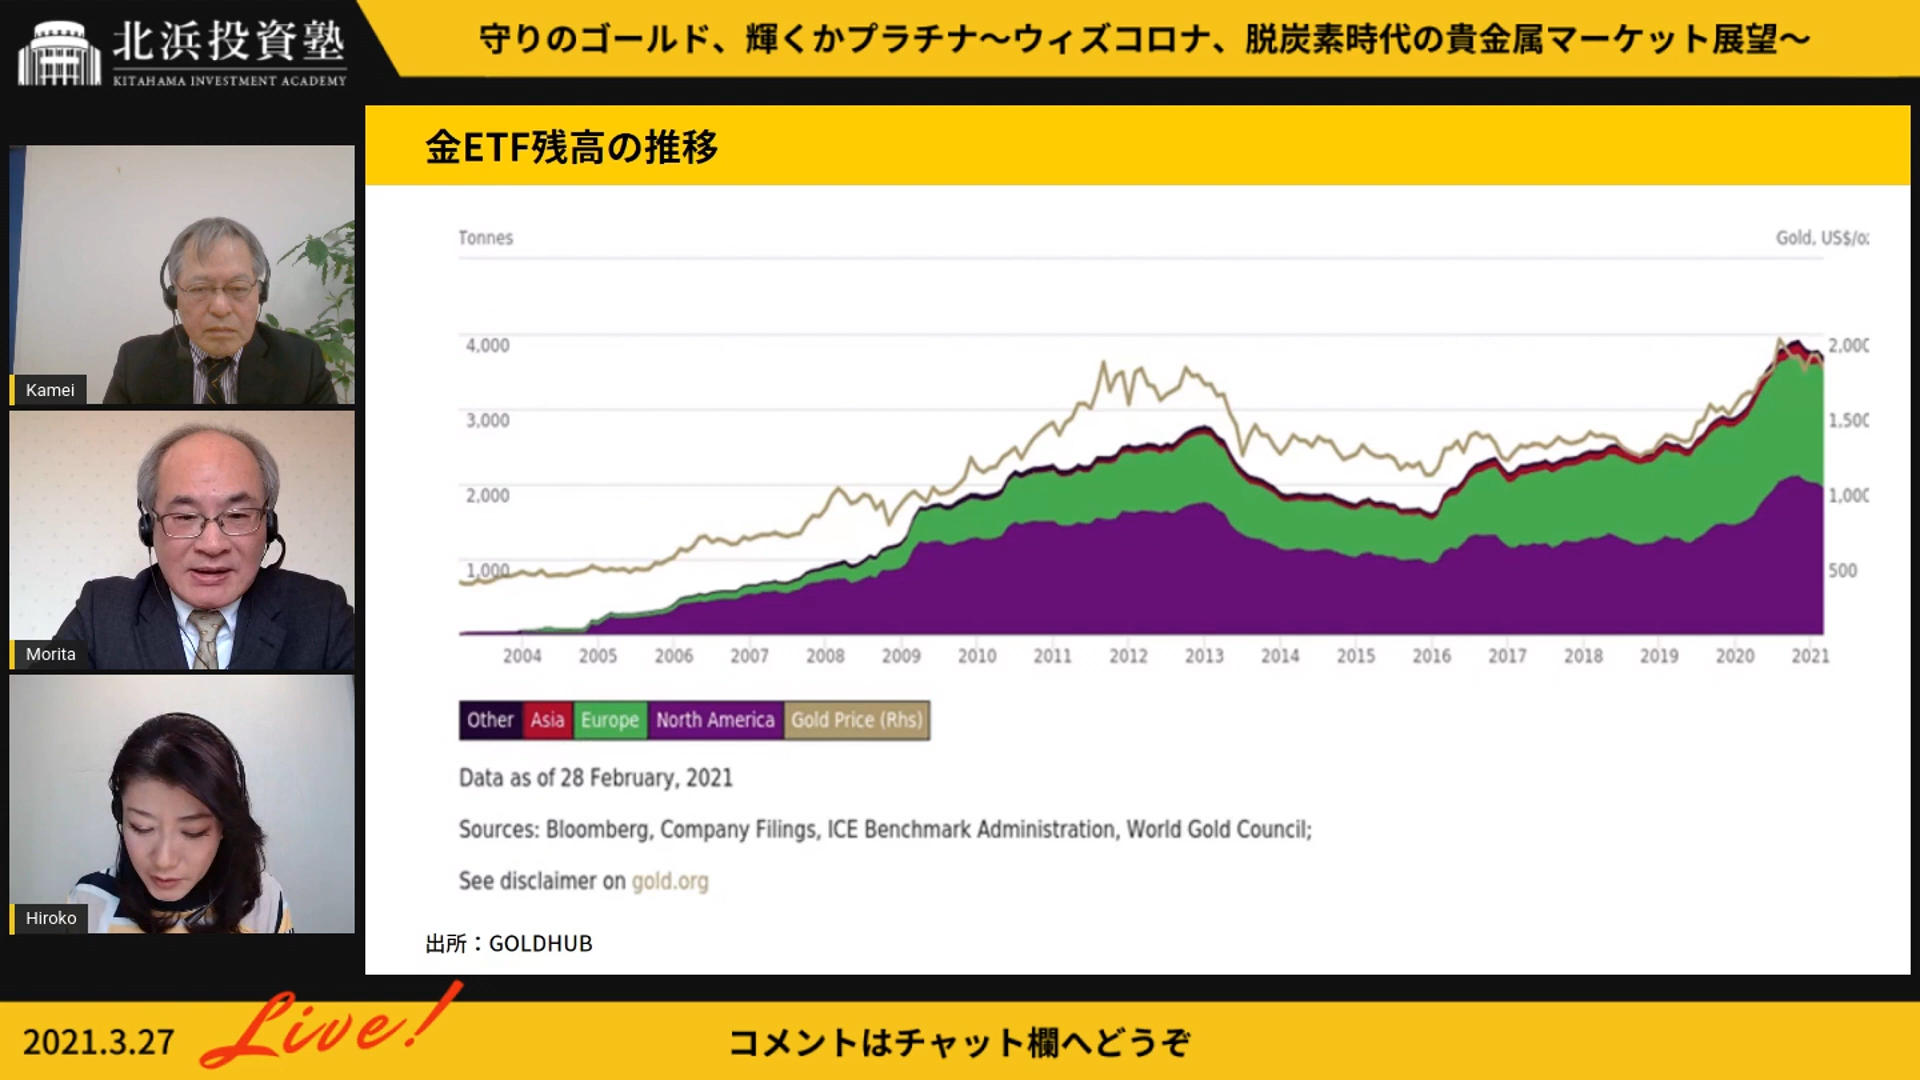 北浜投資塾
KITAHAMA INVESTMENT ACADEMY
守りのゴールド、輝くかプラチナ～ウィズコロナ、脱炭素時代の貴金属マーケット展望～
Kamei
Morita
Hiroko
金ETF残高の推移
Tonnes
Gold, US$/o
4,000
3,000
2,000
1,000
2,000
1,500
1,000
500
2004 2005 2006 2007 2008 2009 2010 2011 2012 2013 2014 2015 2016 2017 2018 2019 2020 2021
Other Asia Europe North America Gold Price (Rhs)
Data as of 28 February, 2021
Sources: Bloomberg, Company Filings, ICE Benchmark Administration, World Gold Council;
See disclaimer on gold.org
出所：GOLDHUB
2021.3.27
Live!
コメントはチャット欄へどうぞ